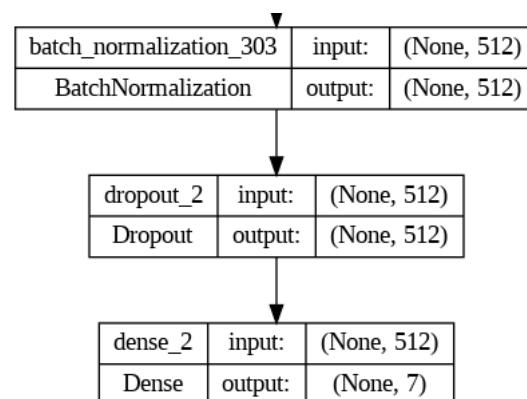 batch_normalization_303 input: (None, 512)
BatchNormalization output: (None, 512)
dropout_2 input: (None, 512)
Dropout output: (None, 512)
dense_2 input: (None, 512)
Dense output: (None, 7)